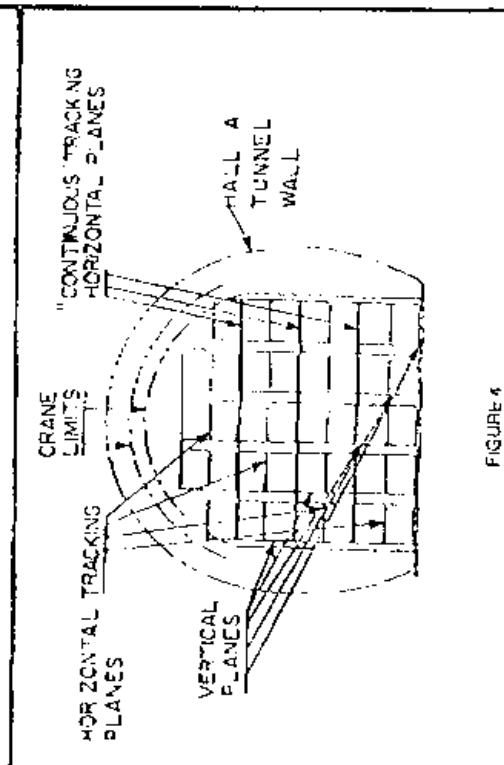 HORIZONTAL TRACKING
PLANES
CRANE
LIMITS
"CONTINUOUS TRACKING
HORIZONTAL PLANES
VERTICAL
PLANES
HALL A
TUNNEL
WALL
FIGURE 4